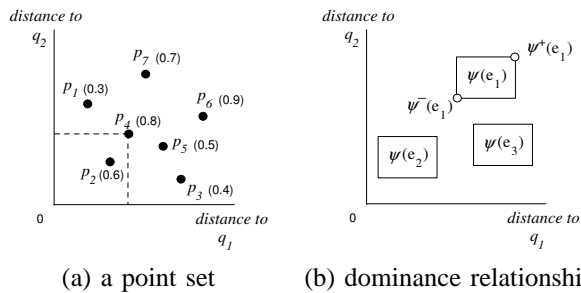 distance to
q2
p7 (0.7)
p1 (0.3)
p6 (0.9)
p4 (0.8)
p5 (0.5)
p2 (0.6)
p3 (0.4)
0
distance to
q1
(a) a point set
distance to
q2
ψ+(e1)
ψ(e1)
ψ−(e1)
ψ(e2)
ψ(e3)
0
distance to
q1
(b) dominance relationshi